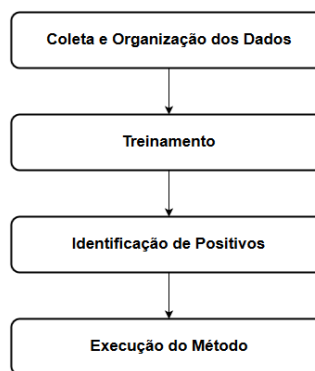 Coleta e Organização dos Dados
Treinamento
Identificação de Positivos
Execução do Método